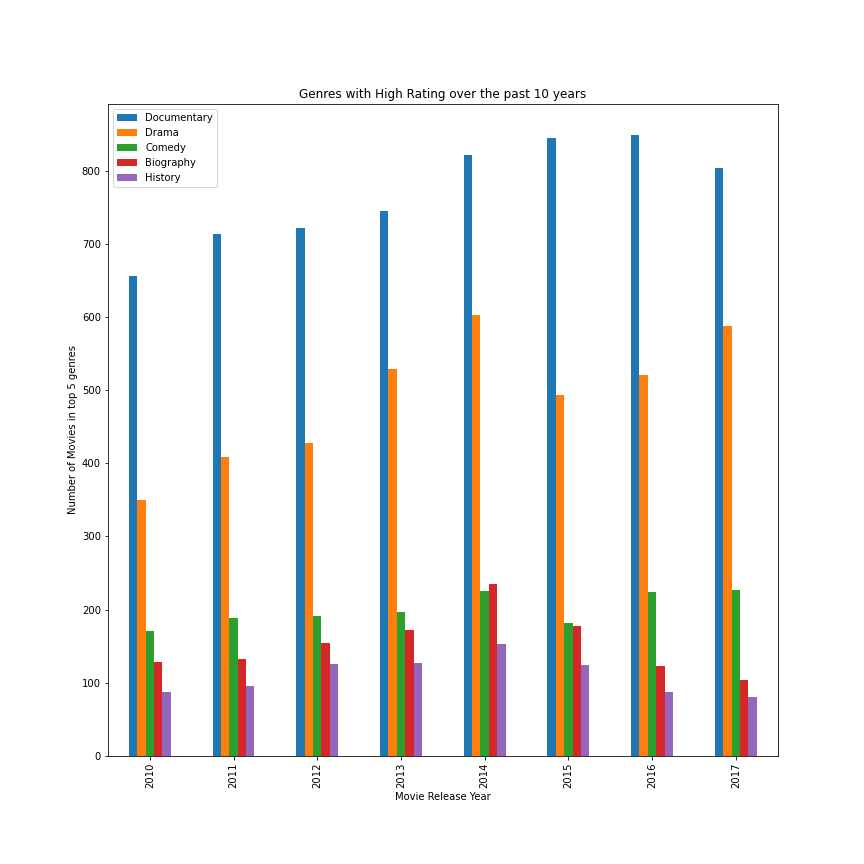 Genres with High Rating over the past 10 years
Documentary
Drama
Comedy
Biography
History
Number of Movies in top 5 genres
800
700
600
500
400
300
200
100
0
2010
2011
2012
2013
2014
2015
2016
2017
Movie Release Year